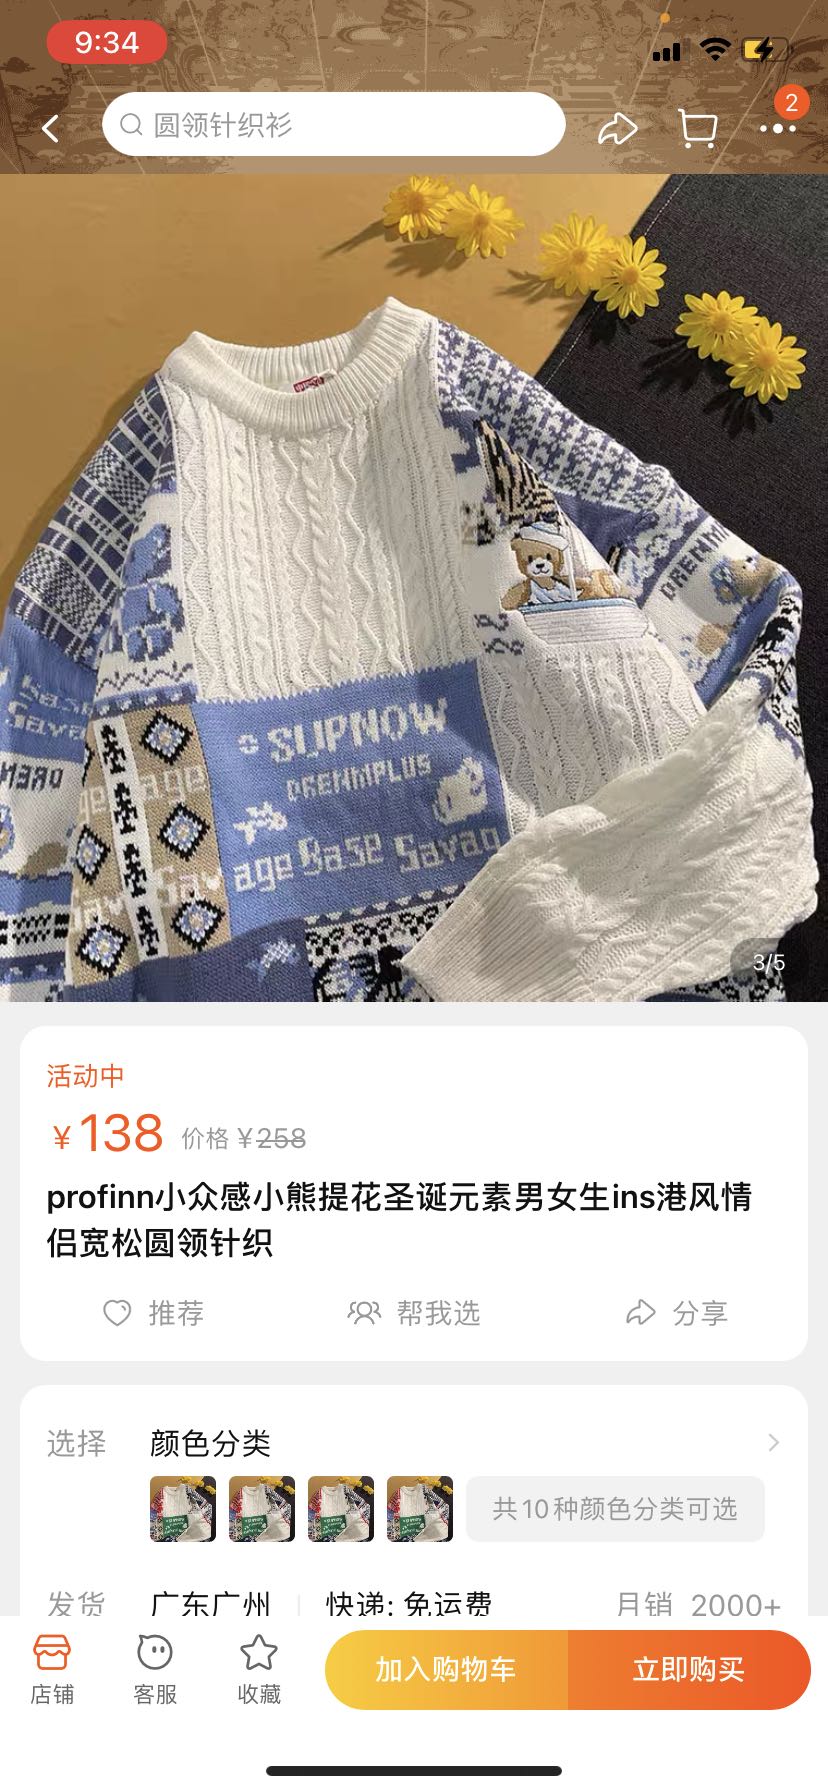 9:34
圆领针织衫
2
DREMM
SLIPNOW
DREMMPLUS
age Base Savag
3/5
活动中
¥138 价格 ¥258
profinn小众感小熊提花圣诞元素男女生ins港风情
侣宽松圆领针织
推荐 帮我选 分享
选择 颜色分类
共10种颜色分类可选
发货 广东广州 快递: 免运费 月销 2000+
店铺 客服 收藏 加入购物车 立即购买